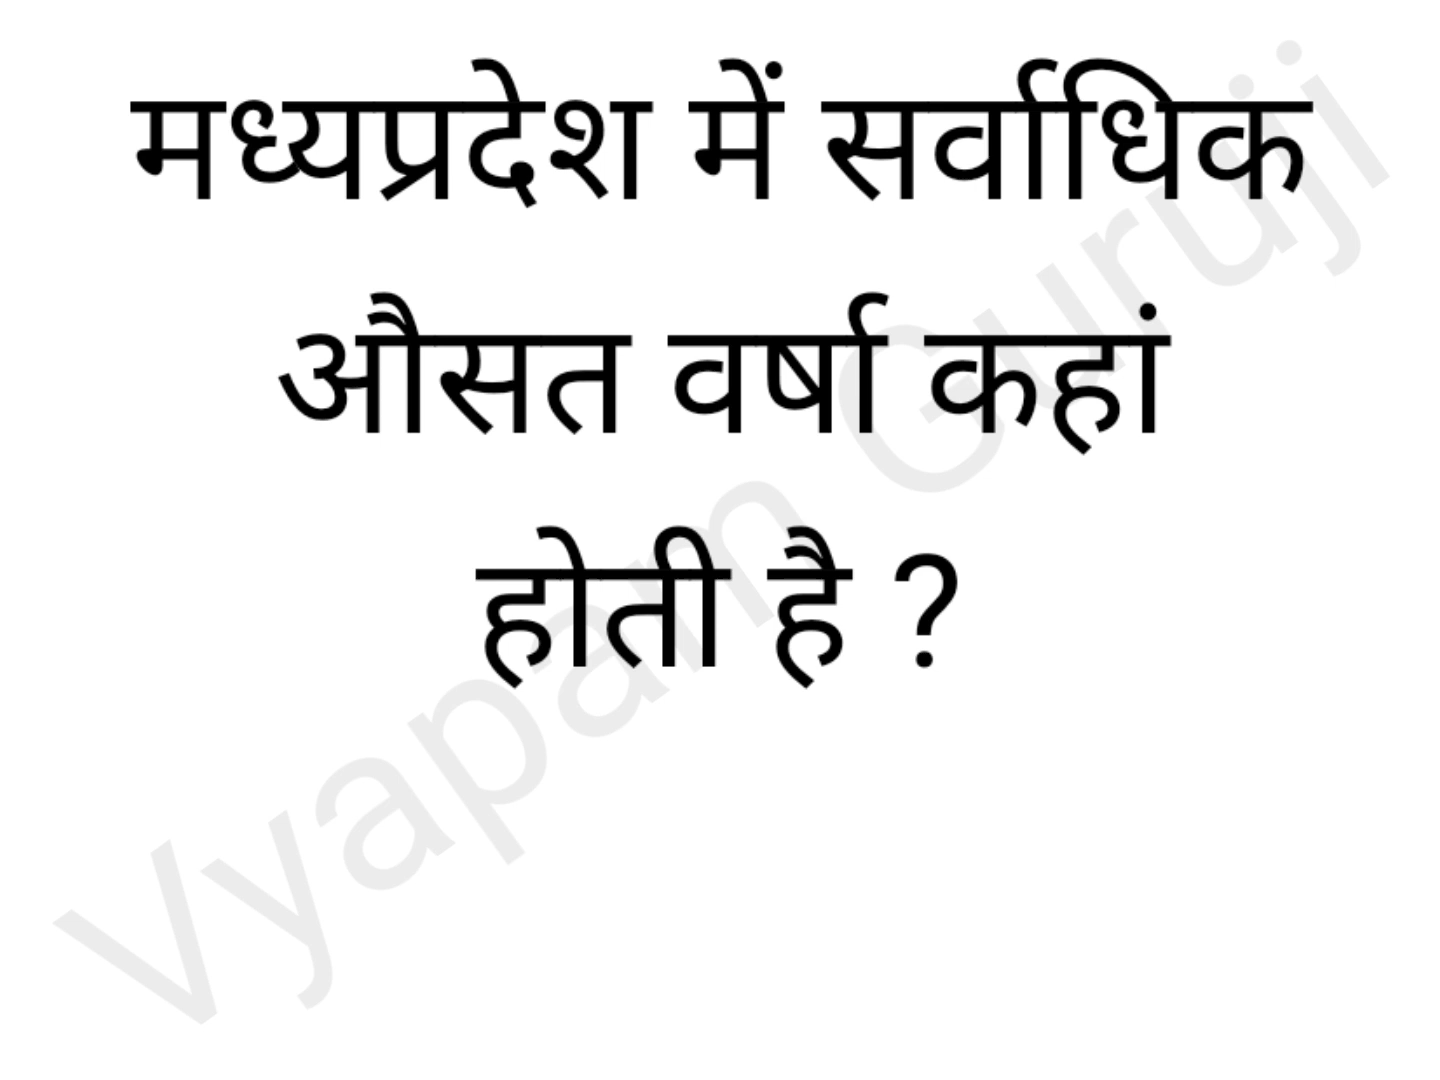 मध्यप्रदेश में सर्वाधिक
औसत वर्षा कहां
होती है ?
Vyapam Guruji